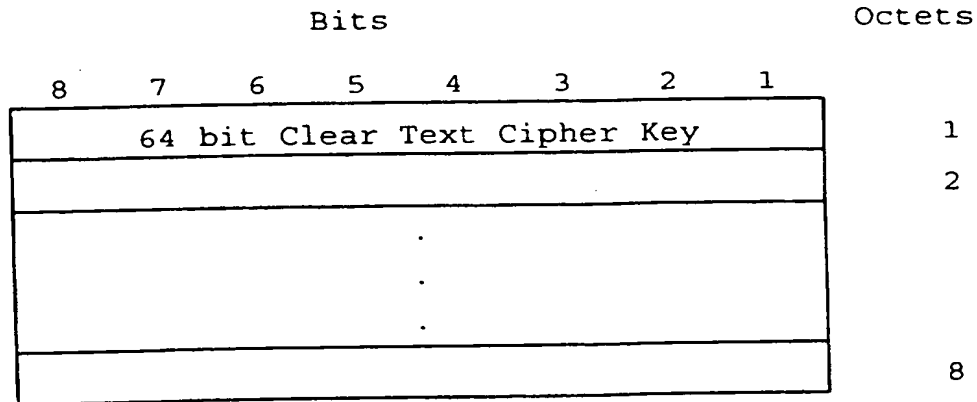 Bits Octets
8 7 6 5 4 3 2 1
64 bit Clear Text Cipher Key 1
2
.
.
.
8